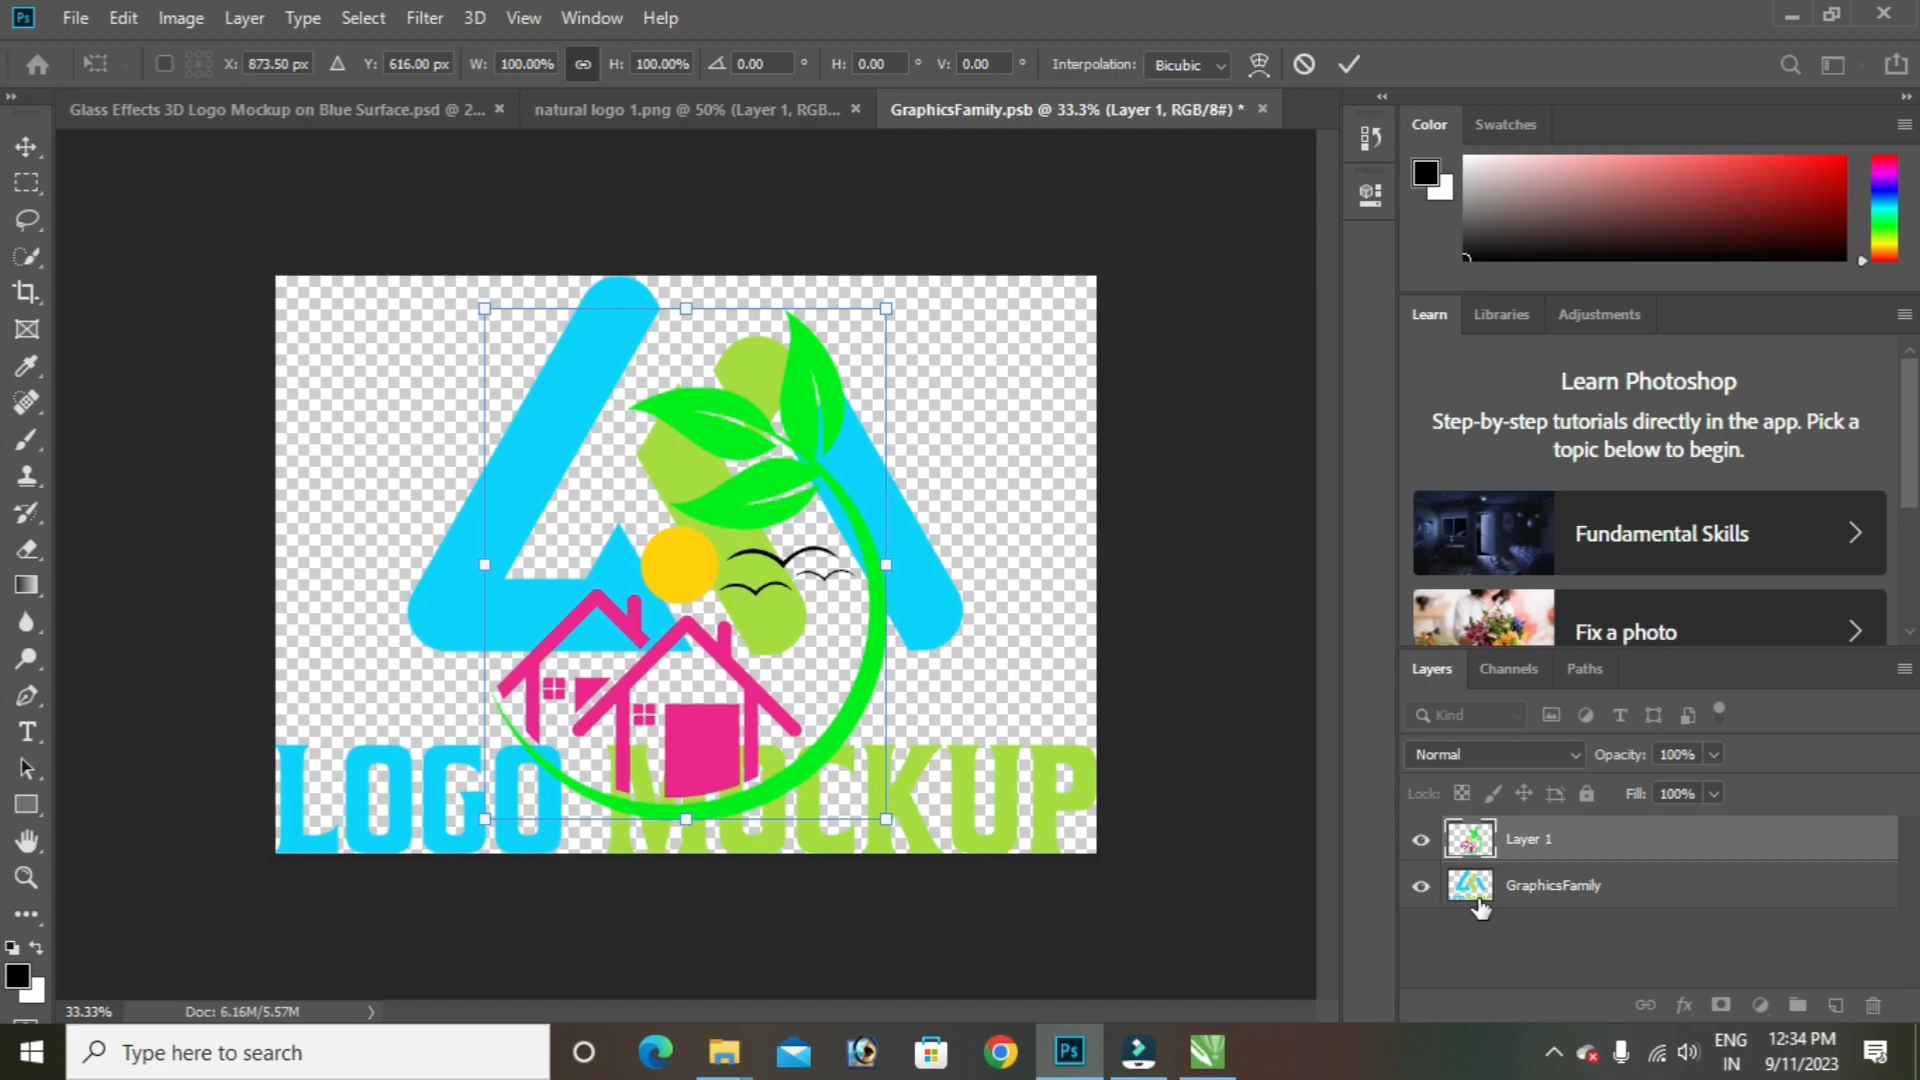 Ps File Edit Image Layer Type Select Filter 3D View Window Help
X: 873.50 px Y: 616.00 px W: 100.00% H: 100.00% 0.00 ° H: 0.00 ° V: 0.00 ° Interpolation: Bicubic
Glass Effects 3D Logo Mockup on Blue Surface.psd @ 2... × natural logo 1.png @ 50% (Layer 1, RGB... × GraphicsFamily.psb @ 33.3% (Layer 1, RGB/8#) * ×
Color Swatches
Learn Libraries Adjustments
Learn Photoshop
Step-by-step tutorials directly in the app. Pick a
topic below to begin.
Fundamental Skills
Fix a photo
LOGO MOCKUP
Layers Channels Paths
Kind
Normal Opacity: 100%
Lock: Fill: 100%
Layer 1
GraphicsFamily
33.33% Doc: 6.16M/5.57M
Type here to search
Ps
ENG
IN
12:34 PM
9/11/2023